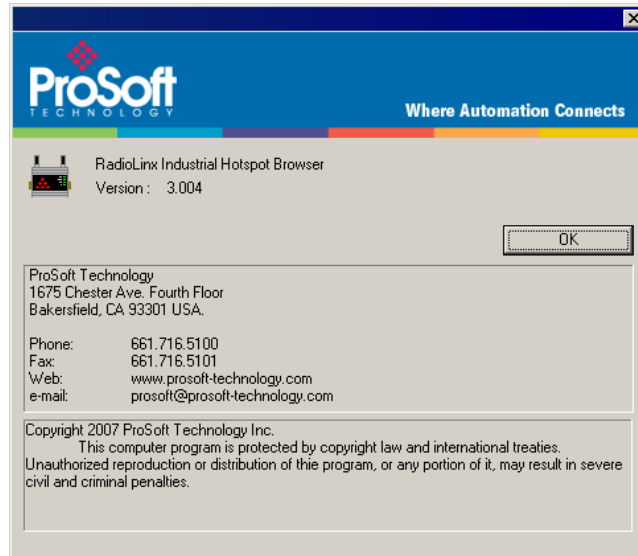 ProSoft
TECHNOLOGY
Where Automation Connects
RadioLinx Industrial Hotspot Browser
Version : 3.004
OK
ProSoft Technology
1675 Chester Ave. Fourth Floor
Bakersfield, CA 93301 USA.
Phone: 661.716.5100
Fax: 661.716.5101
Web: www.prosoft-technology.com
e-mail: prosoft@prosoft-technology.com
Copyright 2007 ProSoft Technology Inc.
This computer program is protected by copyright law and international treaties.
Unauthorized reproduction or distribution of thie program, or any portion of it, may result in severe
civil and criminal penalties.